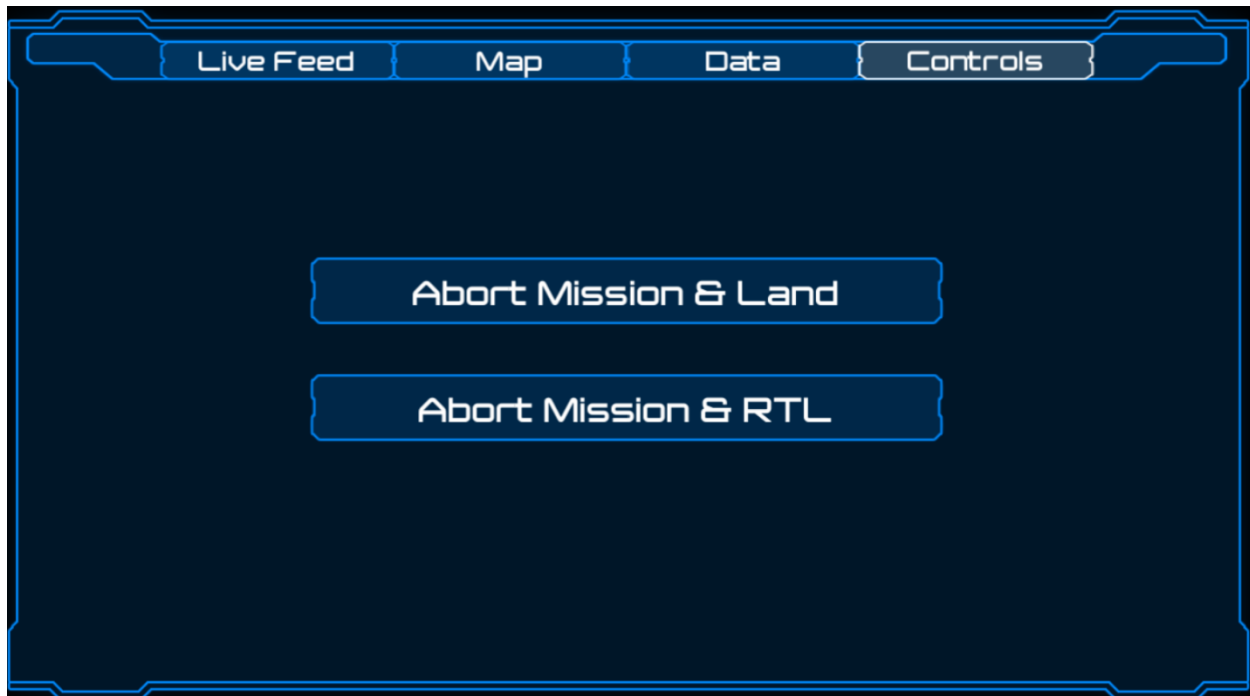 Live Feed Map Data Controls
Abort Mission & Land
Abort Mission & RTL